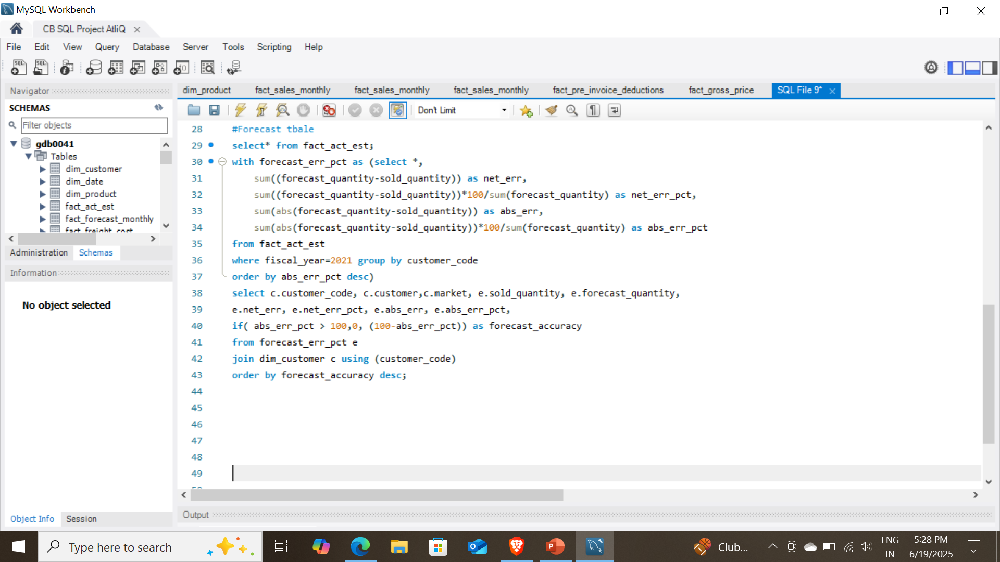 MySQL Workbench
CB SQL Project AtliQ
File Edit View Query Database Server Tools Scripting Help
Navigator
SCHEMAS
Filter objects
gdb0041
Tables
dim_customer
dim_date
dim_product
fact_act_est
fact_forecast_monthly
fact_freight_cost
Administration Schemas
Information
No object selected
Object Info Session
dim_product fact_sales_monthly fact_sales_monthly fact_sales_monthly fact_pre_invoice_deductions fact_gross_price SQL File 9*
Don't Limit
28 #Forecast tbale
29 select* from fact_act_est;
30 with forecast_err_pct as (select *,
31 sum((forecast_quantity-sold_quantity)) as net_err,
32 sum((forecast_quantity-sold_quantity))*100/sum(forecast_quantity) as net_err_pct,
33 sum(abs(forecast_quantity-sold_quantity)) as abs_err,
34 sum(abs(forecast_quantity-sold_quantity))*100/sum(forecast_quantity) as abs_err_pct
35 from fact_act_est
36 where fiscal_year=2021 group by customer_code
37 order by abs_err_pct desc)
38 select c.customer_code, c.customer,c.market, e.sold_quantity, e.forecast_quantity,
39 e.net_err, e.net_err_pct, e.abs_err, e.abs_err_pct,
40 if( abs_err_pct > 100,0, (100-abs_err_pct)) as forecast_accuracy
41 from forecast_err_pct e
42 join dim_customer c using (customer_code)
43 order by forecast_accuracy desc;
44
45
46
47
48
49
Output
Type here to search
Club...
ENG
IN
5:28 PM
6/19/2025